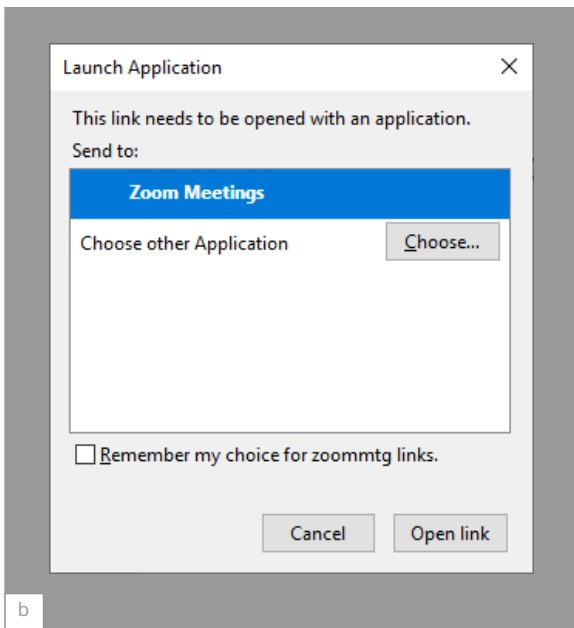 Launch Application
This link needs to be opened with an application.
Send to:
Zoom Meetings
Choose other Application
Choose...
Remember my choice for zoommtg links.
Cancel
Open link
b